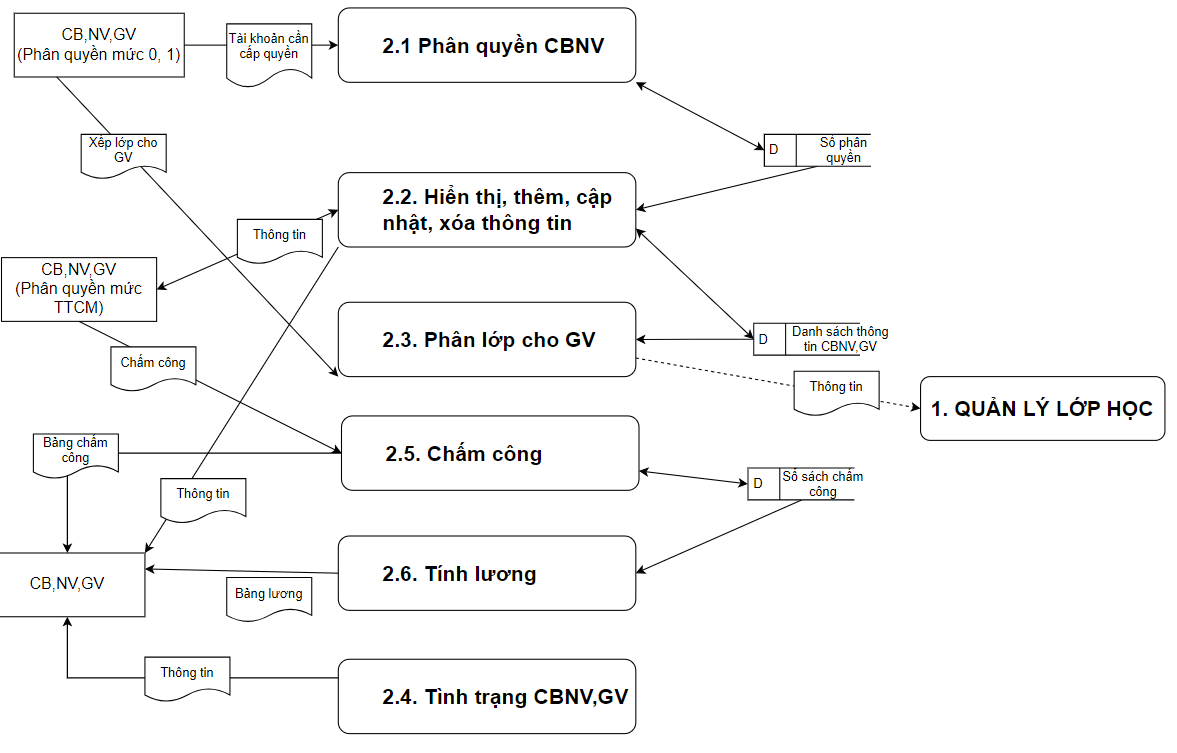 CB,NV,GV
(Phân quyền mức 0, 1)
Tài khoản cần
cấp quyền
2.1 Phân quyền CBNV
Xếp lớp cho
GV
D
Sổ phân
quyền
2.2. Hiển thị, thêm, cập
nhật, xóa thông tin
Thông tin
CB,NV,GV
(Phân quyền mức
TTCM)
2.3. Phân lớp cho GV
D
Danh sách thông
tin CBNV,GV
Chấm công
Thông tin
1. QUẢN LÝ LỚP HỌC
Bảng chấm
công
2.5. Chấm công
Thông tin
D
Sổ sách chấm
công
CB,NV,GV
2.6. Tính lương
Bảng lương
Thông tin
2.4. Tình trạng CBNV,GV